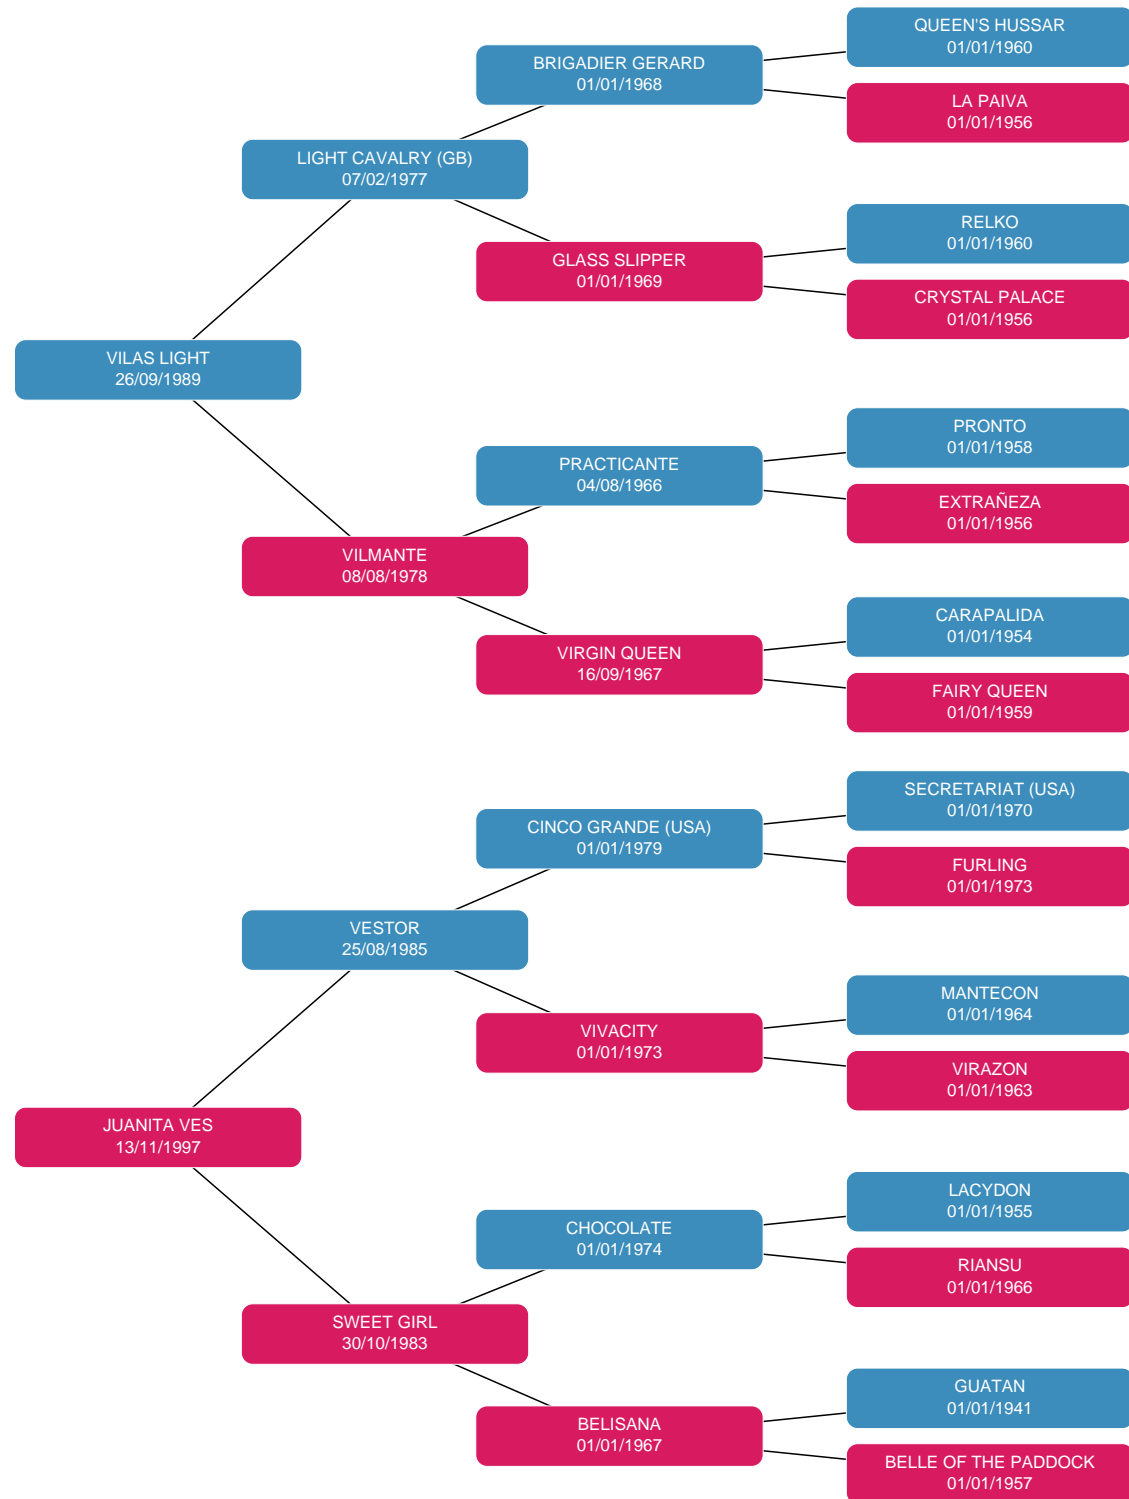 QUEEN'S HUSSAR
01/01/1960
BRIGADIER GERARD
01/01/1968
LA PAIVA
01/01/1956
LIGHT CAVALRY (GB)
07/02/1977
RELKO
01/01/1960
GLASS SLIPPER
01/01/1969
CRYSTAL PALACE
01/01/1956
VILAS LIGHT
26/09/1989
PRONTO
01/01/1958
PRACTICANTE
04/08/1966
EXTRAÑEZA
01/01/1956
VILMANTE
08/08/1978
CARAPALIDA
01/01/1954
VIRGIN QUEEN
16/09/1967
FAIRY QUEEN
01/01/1959
SECRETARIAT (USA)
01/01/1970
CINCO GRANDE (USA)
01/01/1979
FURLING
01/01/1973
VESTOR
25/08/1985
MANTECON
01/01/1964
VIVACITY
01/01/1973
VIRAZON
01/01/1963
JUANITA VES
13/11/1997
LACYDON
01/01/1955
CHOCOLATE
01/01/1974
RIANSU
01/01/1966
SWEET GIRL
30/10/1983
GUATAN
01/01/1941
BELISANA
01/01/1967
BELLE OF THE PADDOCK
01/01/1957